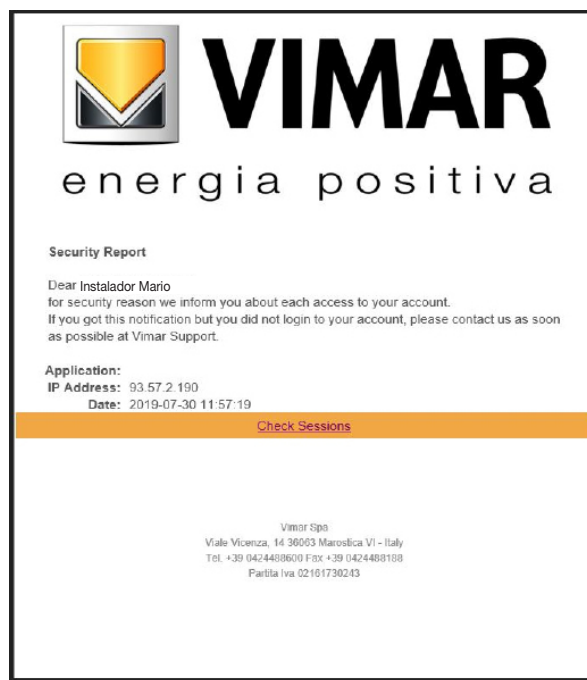 VIMAR
energia positiva
Security Report
Dear Instalador Mario
for security reason we inform you about each access to your account.
If you got this notification but you did not login to your account, please contact us as soon
as possible at Vimar Support.
Application:
IP Address: 93.57.2.190
Date: 2019-07-30 11:57:19
Check Sessions
Vimar Spa
Viale Vicenza, 14 36063 Marostica VI - Italy
Tel. +39 0424488600 Fax +39 0424488188
Partita Iva 02161730243